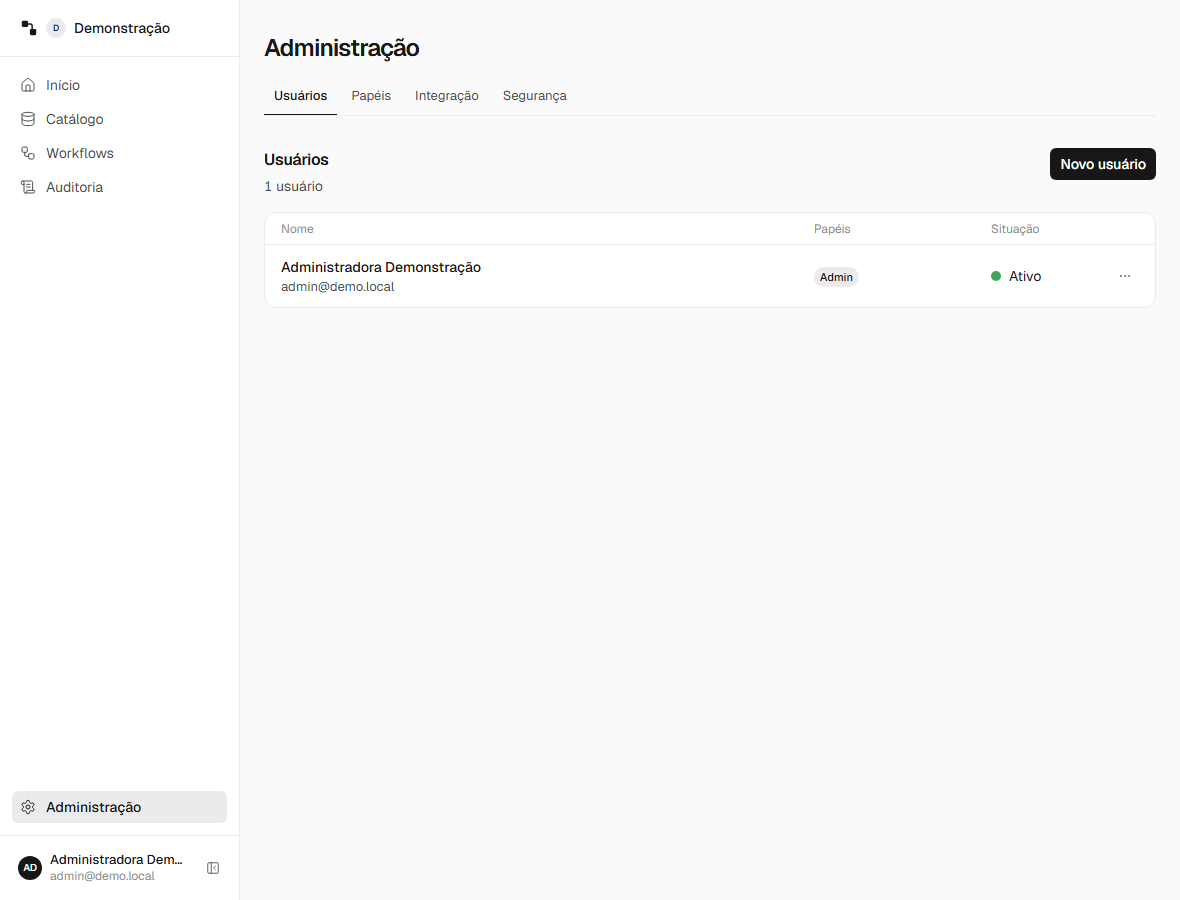 D Demonstração
Início
Catálogo
Workflows
Auditoria
Administração
AD
Administradora Dem...
admin@demo.local
Administração
Usuários Papéis Integração Segurança
Usuários
1 usuário
Novo usuário
Nome Papéis Situação
Administradora Demonstração
admin@demo.local
Admin
Ativo